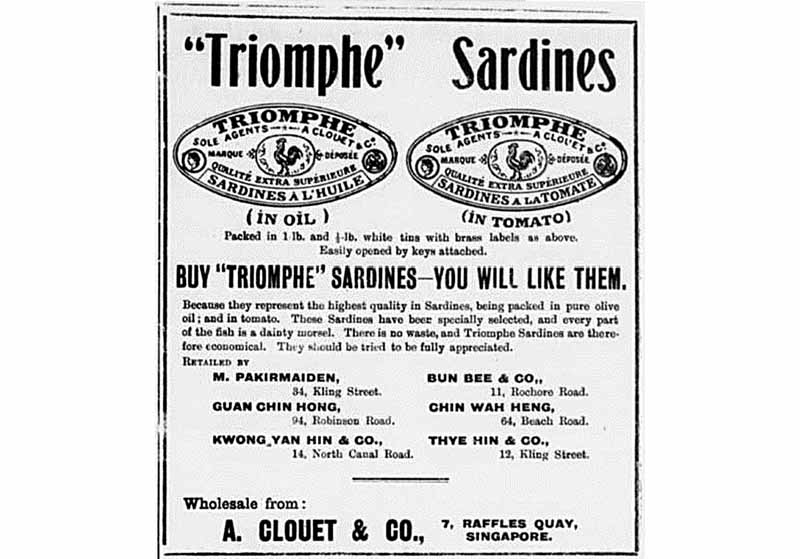 "Triomphe" Sardines
TRIOMPHE
SOLE AGENTS A CLOUET & Co.
MARQUE DÉPOSÉE
QUALITÉ EXTRA SUPÉRIEURE
SARDINES À L'HUILE
(IN OIL)
TRIOMPHE
SOLE AGENTS A CLOUET & Co.
MARQUE DÉPOSÉE
QUALITÉ EXTRA SUPÉRIEURE
SARDINES A LA TOMATE
(IN TOMATO)
Packed in 1 lb. and ½-lb. white tins with brass labels as above.
Easily opened by keys attached.
BUY "TRIOMPHE" SARDINES—YOU WILL LIKE THEM.
Because they represent the highest quality in Sardines, being packed in pure olive
oil; and in tomato. These Sardines have been specially selected, and every part
of the fish is a dainty morsel. There is no waste, and Triomphe Sardines are there-
fore economical. They should be tried to be fully appreciated.
RETAILED BY
M. PAKIRMAIDEN,
34, Kling Street.
GUAN CHIN HONG,
94, Robinson Road.
KWONG YAN HIN & CO.,
14, North Canal Road.
BUN BEE & CO.,
11, Rochore Road.
CHIN WAH HENG,
64, Beach Road.
THYE HIN & CO.,
12, Kling Street.
Wholesale from:
A. CLOUET & CO., 7, RAFFLES QUAY,
SINGAPORE.